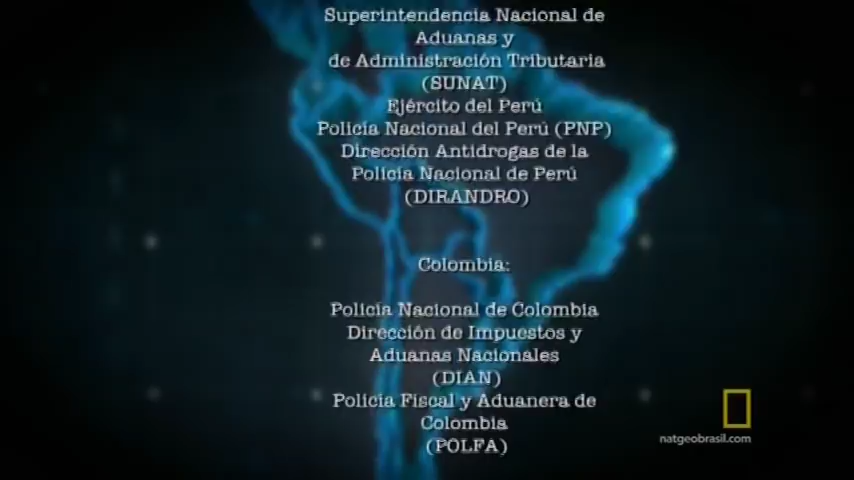 Superintendencia Nacional de
Aduanas y
de Administración Tributaria
(SUNAT)
Ejército del Perú
Policía Nacional del Perú (PNP)
Dirección Antidrogas de la
Policía Nacional de Perú
(DIRANDRO)
Colombia:
Policía Nacional de Colombia
Dirección de Impuestos y
Aduanas Nacionales
(DIAN)
Policía Fiscal y Aduanera de
Colombia
(POLFA)
natgeobrasil.com